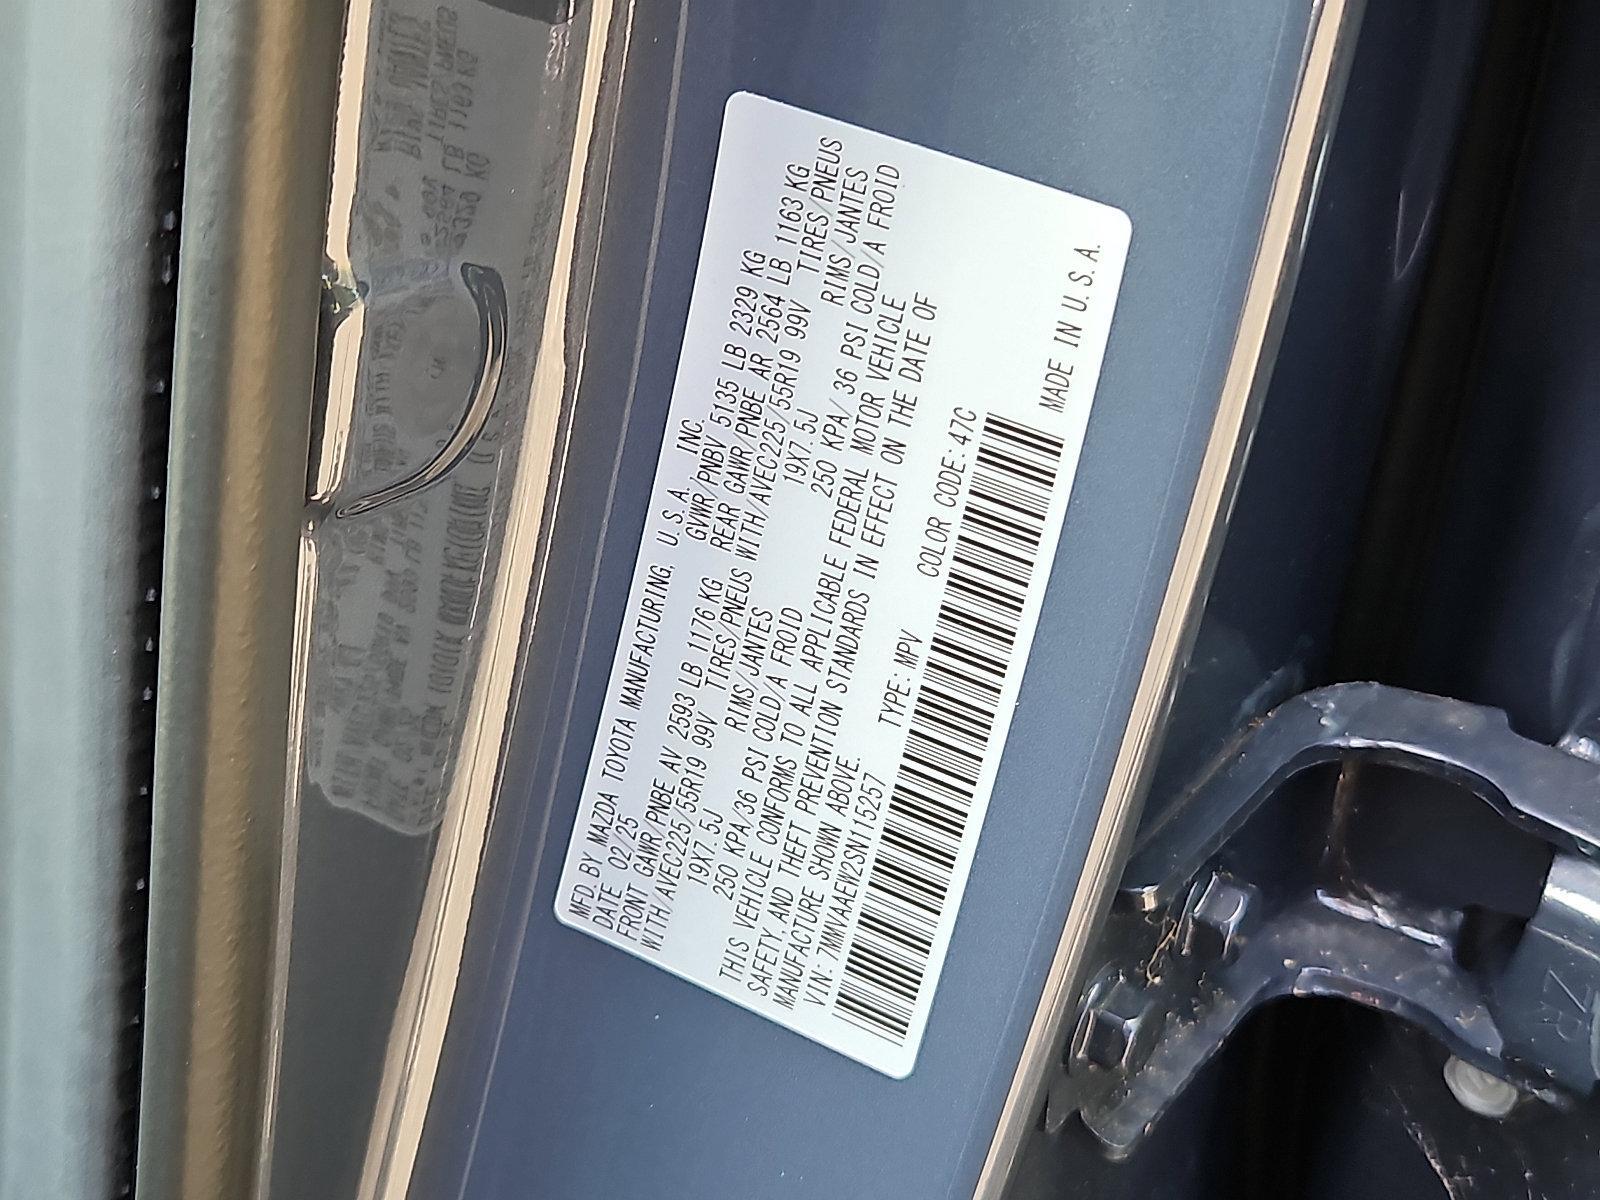 MFD. BY MAZDA TOYOTA MANUFACTURING, U.S.A. INC.
DATE 02/25 GVWR/PNBV 5135 LB 2329 KG
FRONT GAWR/PNBE AV 2593 LB 1176 KG REAR GAWR/PNBE AR 2564 LB 1163 KG
WITH/AVEC225/55R19 99V TIRES/PNEUS WITH/AVEC225/55R19 99V TIRES/PNEUS
19X7.5J RIMS/JANTES 19X7.5J RIMS/JANTES
250 KPA/36 PSI COLD/A FROID 250 KPA/36 PSI COLD/A FROID
THIS VEHICLE CONFORMS TO ALL APPLICABLE FEDERAL MOTOR VEHICLE
SAFETY, AND THEFT PREVENTION STANDARDS IN EFFECT ON THE DATE OF
MANUFACTURE SHOWN ABOVE.
VIN: 7MMVAAEW2SN115257 TYPE: MPV COLOR CODE: 47C
MADE IN U.S.A.
ZR